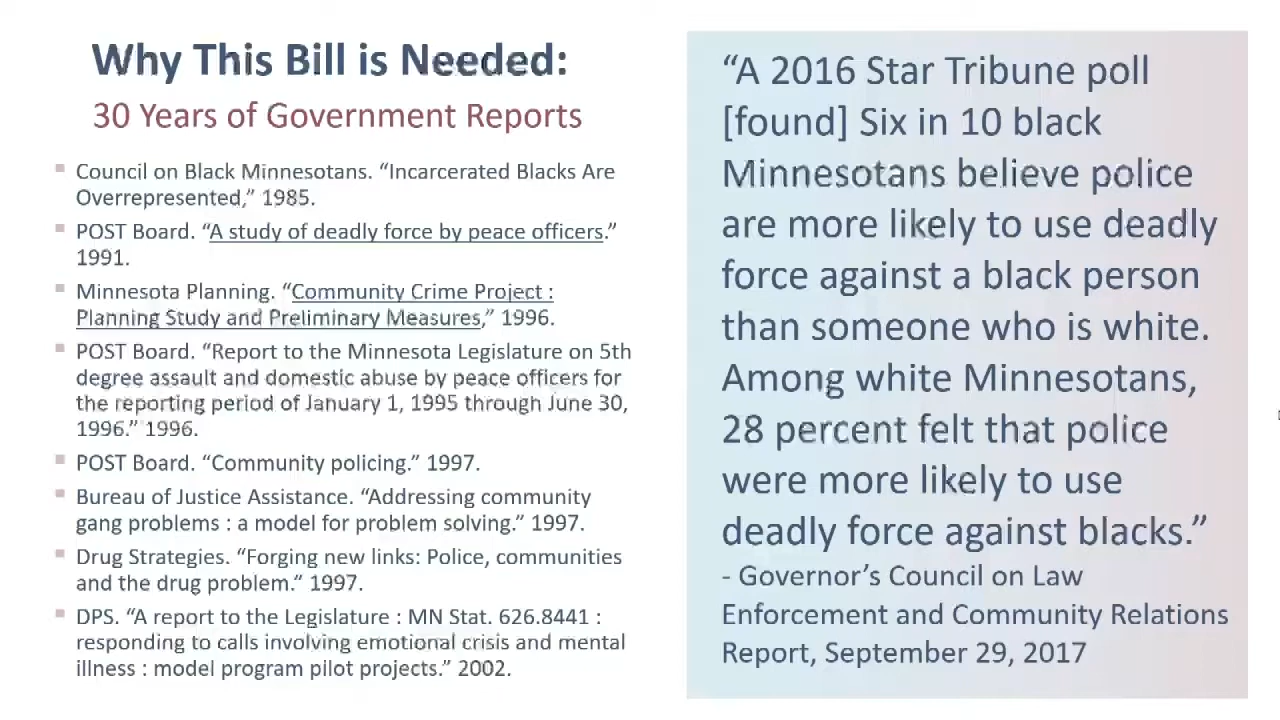 Why This Bill is Needed:
30 Years of Government Reports
Council on Black Minnesotans. “Incarcerated Blacks Are
Overrepresented,” 1985.
POST Board. “A study of deadly force by peace officers.”
1991.
Minnesota Planning. “Community Crime Project :
Planning Study and Preliminary Measures,” 1996.
POST Board. “Report to the Minnesota Legislature on 5th
degree assault and domestic abuse by peace officers for
the reporting period of January 1, 1995 through June 30,
1996.” 1996.
POST Board. “Community policing.” 1997.
Bureau of Justice Assistance. “Addressing community
gang problems : a model for problem solving.” 1997.
Drug Strategies. “Forging new links: Police, communities
and the drug problem.” 1997.
DPS. “A report to the Legislature : MN Stat. 626.8441 :
responding to calls involving emotional crisis and mental
illness : model program pilot projects.” 2002.
“A 2016 Star Tribune poll
[found] Six in 10 black
Minnesotans believe police
are more likely to use deadly
force against a black person
than someone who is white.
Among white Minnesotans,
28 percent felt that police
were more likely to use
deadly force against blacks.”
- Governor’s Council on Law
Enforcement and Community Relations
Report, September 29, 2017